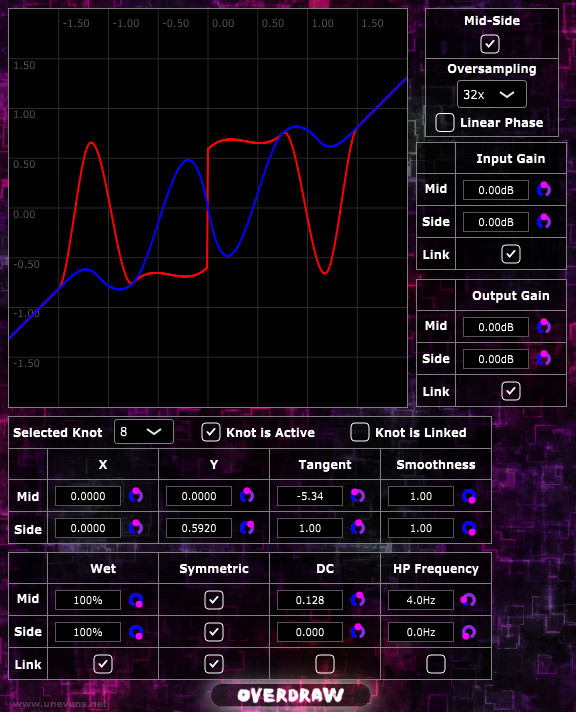 -1.50 -1.00 -0.50 0.00 0.50 1.00 1.50
1.50
1.00
0.50
0.00
-0.50
-1.00
-1.50
Mid-Side
Oversampling
32x
Linear Phase
Input Gain
Mid 0.00dB
Side 0.00dB
Link
Output Gain
Mid 0.00dB
Side 0.00dB
Link
Selected Knot 8 Knot is Active Knot is Linked
X Y Tangent Smoothness
Mid 0.0000 0.0000 -5.34 1.00
Side 0.0000 0.5920 1.00 1.00
Wet Symmetric DC HP Frequency
Mid 100% 0.128 4.0Hz
Side 100% 0.000 0.0Hz
Link
OVERDRAW
www.unevens.net